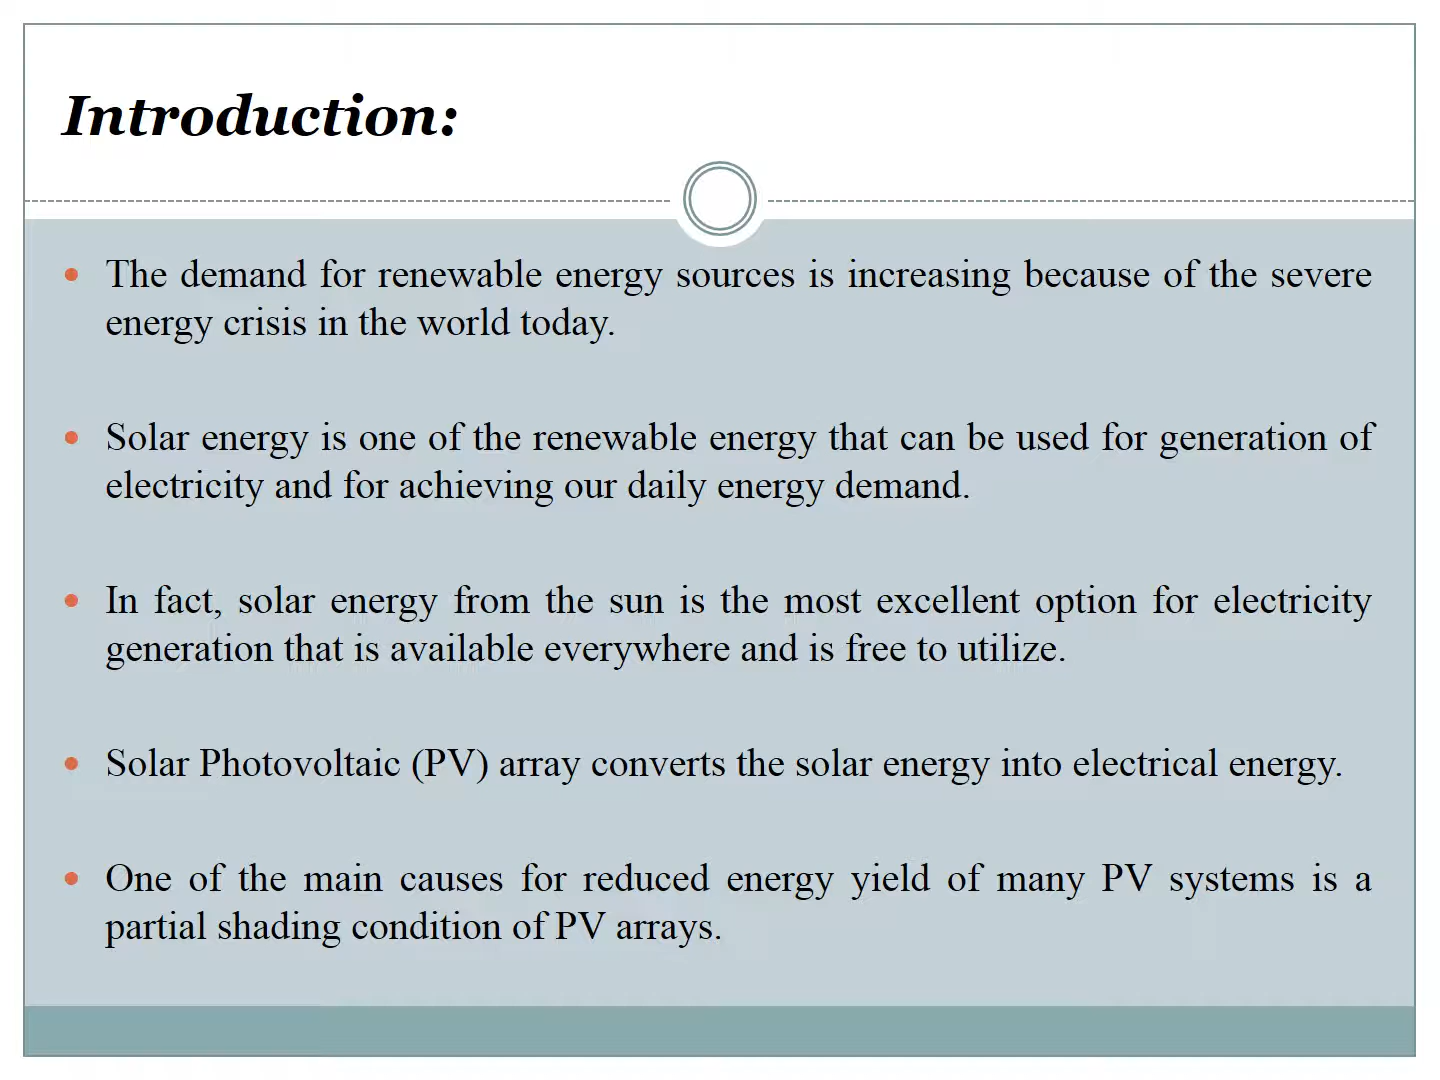 Introduction:
The demand for renewable energy sources is increasing because of the severe
energy crisis in the world today.
Solar energy is one of the renewable energy that can be used for generation of
electricity and for achieving our daily energy demand.
In fact, solar energy from the sun is the most excellent option for electricity
generation that is available everywhere and is free to utilize.
Solar Photovoltaic (PV) array converts the solar energy into electrical energy.
One of the main causes for reduced energy yield of many PV systems is a
partial shading condition of PV arrays.